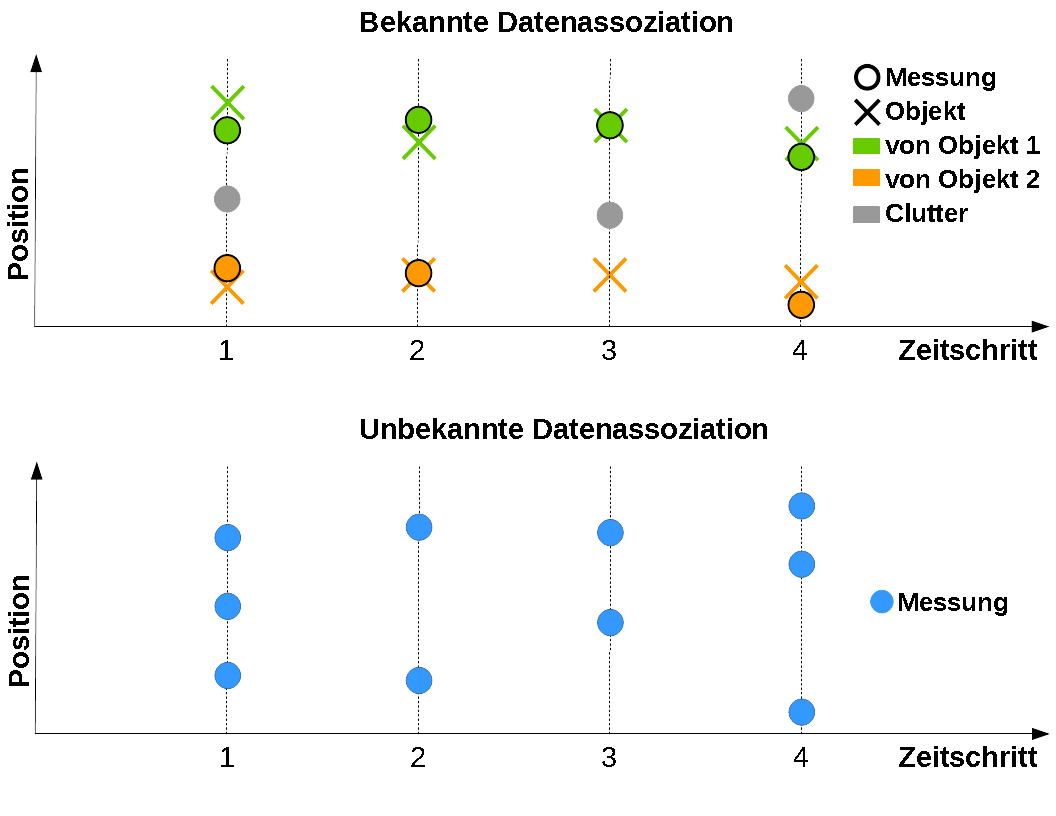 Bekannte Datenassoziation
Messung
Objekt
von Objekt 1
von Objekt 2
Clutter
Position
1 2 3 4 Zeitschritt
Unbekannte Datenassoziation
Messung
Position
1 2 3 4 Zeitschritt